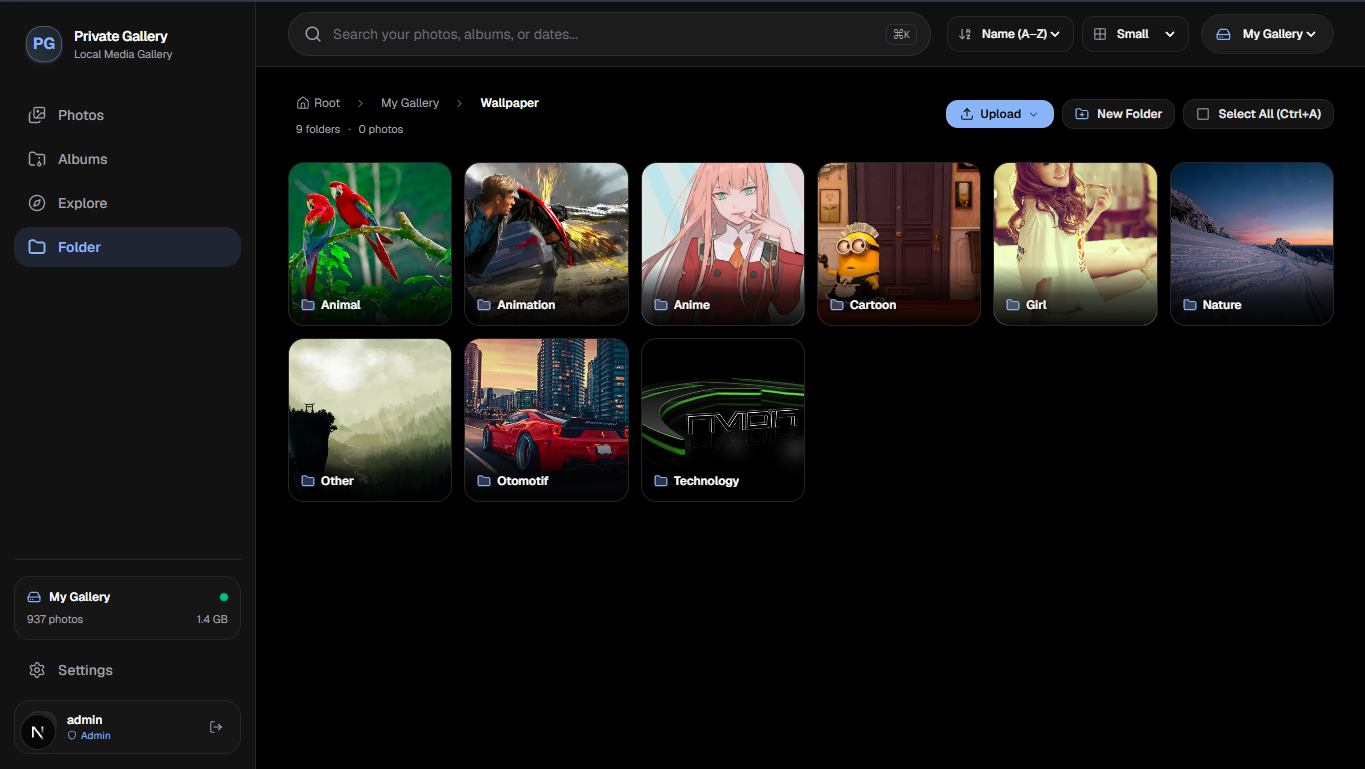 PG
Private Gallery
Local Media Gallery
Photos
Albums
Explore
Folder
My Gallery
937 photos 1.4 GB
Settings
N
admin
Admin
Search your photos, albums, or dates... ⌘K
Name (A–Z)
Small
My Gallery
Root > My Gallery > Wallpaper
9 folders · 0 photos
Upload
New Folder
Select All (Ctrl+A)
Animal
Animation
Anime
Cartoon
Girl
Nature
Other
Otomotif
Technology